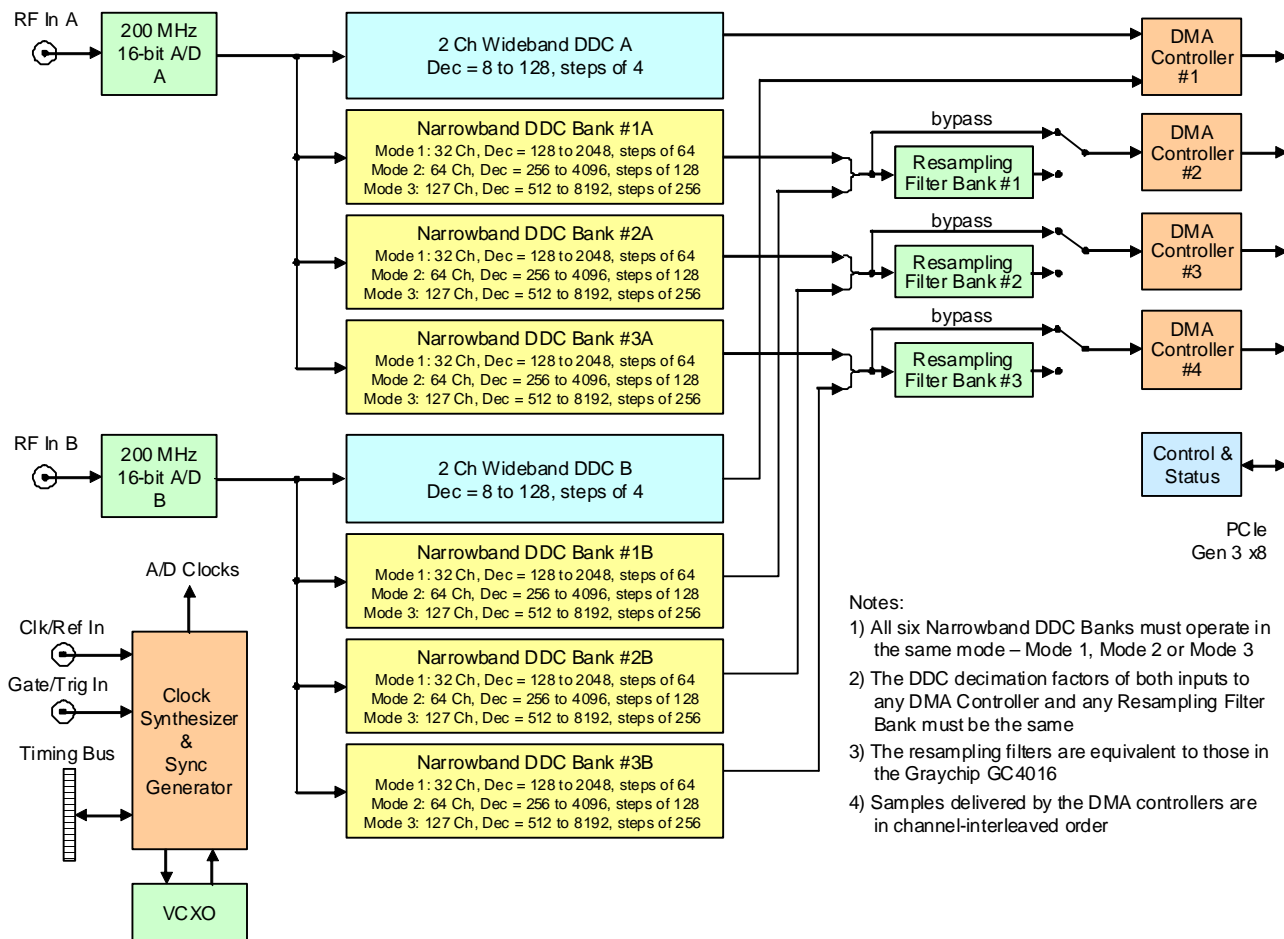 RF In A
200 MHz
16-bit A/D
A
2 Ch Wideband DDC A
Dec = 8 to 128, steps of 4
DMA
Controller
#1
Narrowband DDC Bank #1A
Mode 1: 32 Ch, Dec = 128 to 2048, steps of 64
Mode 2: 64 Ch, Dec = 256 to 4096, steps of 128
Mode 3: 127 Ch, Dec = 512 to 8192, steps of 256
bypass
Resampling
Filter Bank #1
DMA
Controller
#2
Narrowband DDC Bank #2A
Mode 1: 32 Ch, Dec = 128 to 2048, steps of 64
Mode 2: 64 Ch, Dec = 256 to 4096, steps of 128
Mode 3: 127 Ch, Dec = 512 to 8192, steps of 256
bypass
Resampling
Filter Bank #2
DMA
Controller
#3
Narrowband DDC Bank #3A
Mode 1: 32 Ch, Dec = 128 to 2048, steps of 64
Mode 2: 64 Ch, Dec = 256 to 4096, steps of 128
Mode 3: 127 Ch, Dec = 512 to 8192, steps of 256
bypass
Resampling
Filter Bank #3
DMA
Controller
#4
RF In B
200 MHz
16-bit A/D
B
2 Ch Wideband DDC B
Dec = 8 to 128, steps of 4
Control &
Status
PCIe
Gen 3 x8
Narrowband DDC Bank #1B
Mode 1: 32 Ch, Dec = 128 to 2048, steps of 64
Mode 2: 64 Ch, Dec = 256 to 4096, steps of 128
Mode 3: 127 Ch, Dec = 512 to 8192, steps of 256
Narrowband DDC Bank #2B
Mode 1: 32 Ch, Dec = 128 to 2048, steps of 64
Mode 2: 64 Ch, Dec = 256 to 4096, steps of 128
Mode 3: 127 Ch, Dec = 512 to 8192, steps of 256
Narrowband DDC Bank #3B
Mode 1: 32 Ch, Dec = 128 to 2048, steps of 64
Mode 2: 64 Ch, Dec = 256 to 4096, steps of 128
Mode 3: 127 Ch, Dec = 512 to 8192, steps of 256
A/D Clocks
Clk/Ref In
Gate/Trig In
Timing Bus
Clock
Synthesizer
&
Sync
Generator
VCXO
Notes:
1) All six Narrowband DDC Banks must operate in
the same mode – Mode 1, Mode 2 or Mode 3
2) The DDC decimation factors of both inputs to
any DMA Controller and any Resampling Filter
Bank must be the same
3) The resampling filters are equivalent to those in
the Graychip GC4016
4) Samples delivered by the DMA controllers are
in channel-interleaved order